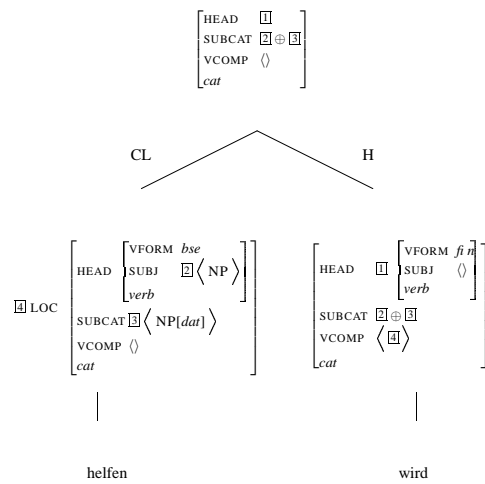 HEAD 1
SUBCAT 2 ⊕ 3
VCOMP ⟨⟩
cat
CL H
VFORM bse
HEAD SUBJ 2 ⟨ NP ⟩
verb
4 LOC
SUBCAT 3 ⟨ NP[dat] ⟩
VCOMP ⟨⟩
cat
VFORM fin
HEAD 1 SUBJ ⟨⟩
verb
SUBCAT 2 ⊕ 3
VCOMP ⟨ 4 ⟩
cat
helfen wird